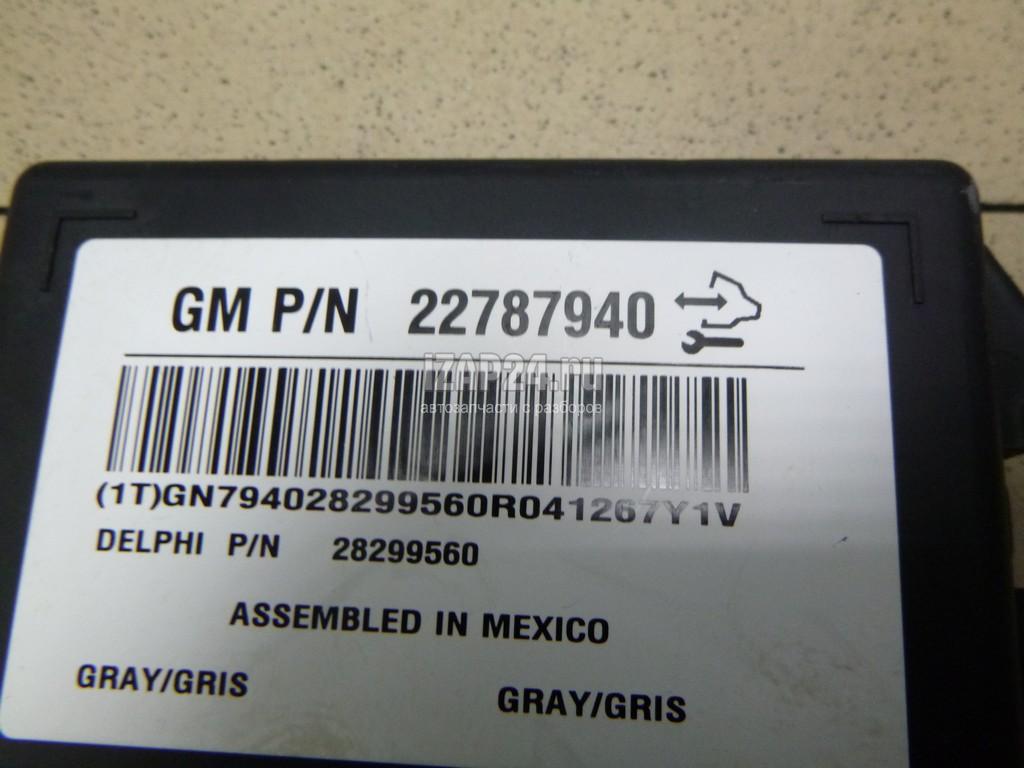 GM P/N 22787940
IZAP24.ru
автозапчасти с разборов
(1T)GN794028299560R041267Y1V
DELPHI P/N 28299560
ASSEMBLED IN MEXICO
GRAY/GRIS GRAY/GRIS